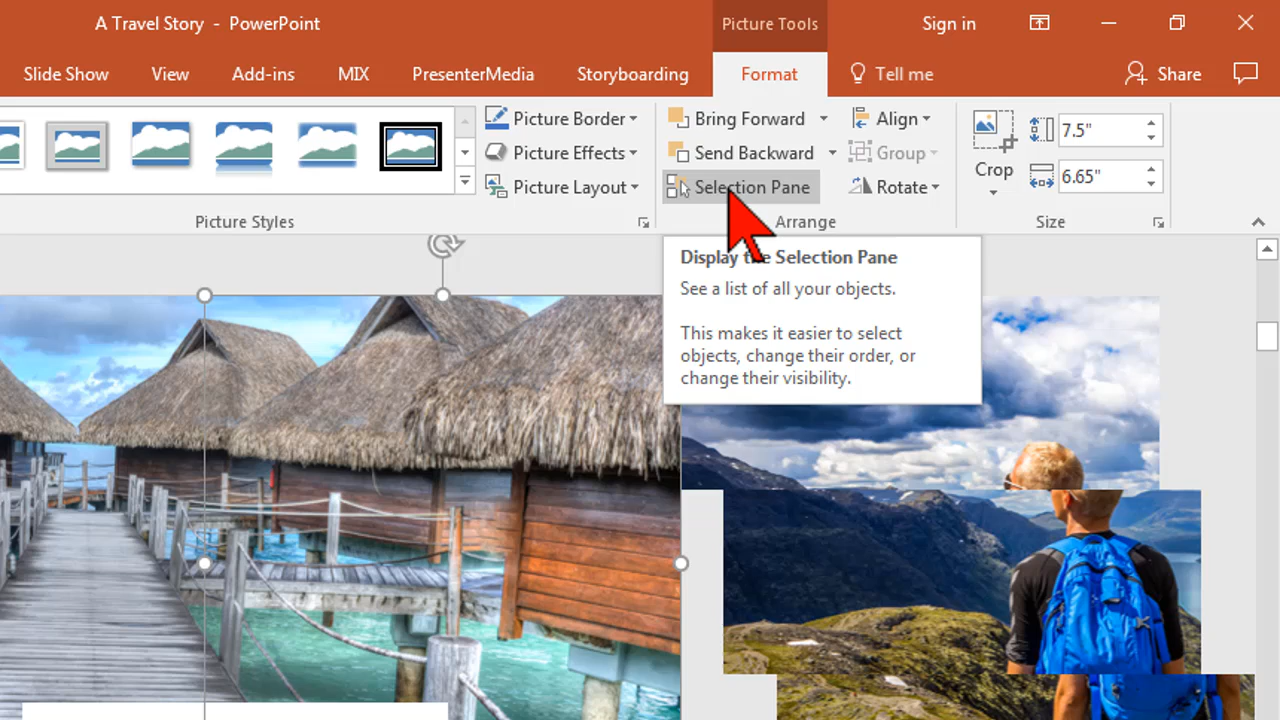 A Travel Story - PowerPoint
Picture Tools
Sign in
Slide Show
View
Add-ins
MIX
PresenterMedia
Storyboarding
Format
Tell me
Share
Picture Border
Picture Effects
Picture Layout
Bring Forward
Send Backward
Selection Pane
Align
Group
Rotate
Crop
7.5"
6.65"
Picture Styles
Arrange
Size
Display the Selection Pane
See a list of all your objects.
This makes it easier to select
objects, change their order, or
change their visibility.